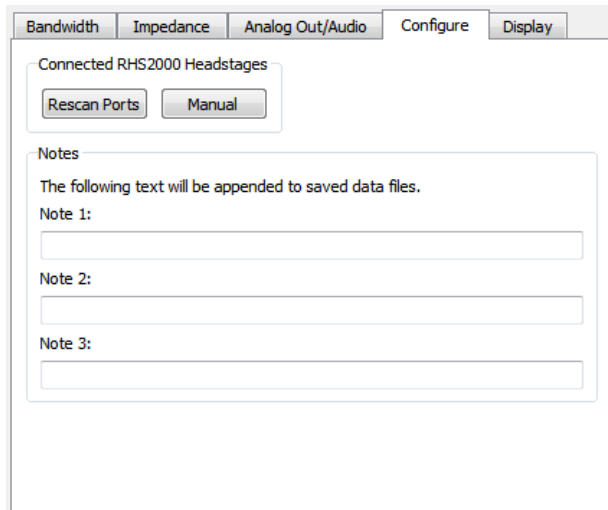 Bandwidth Impedance Analog Out/Audio Configure Display
Connected RHS2000 Headstages
Rescan Ports Manual
Notes
The following text will be appended to saved data files.
Note 1:
Note 2:
Note 3: